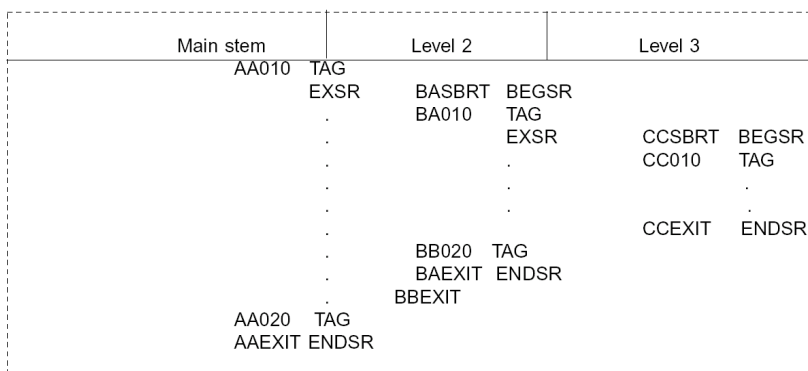 Main stem Level 2 Level 3
AA010 TAG
EXSR BASBRT BEGSR
. BA010 TAG
. EXSR CCSBRT BEGSR
. . CC010 TAG
. . .
. . .
. CCEXIT ENDSR
. BB020 TAG
. BAEXIT ENDSR
. BBEXIT
AA020 TAG
AAEXIT ENDSR